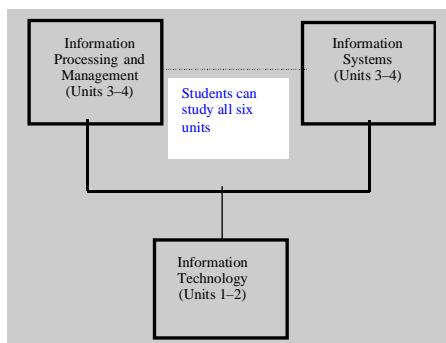 Information
Processing and
Management
(Units 3–4)
Information
Systems
(Units 3–4)
Students can
study all six
units
Information
Technology
(Units 1–2)